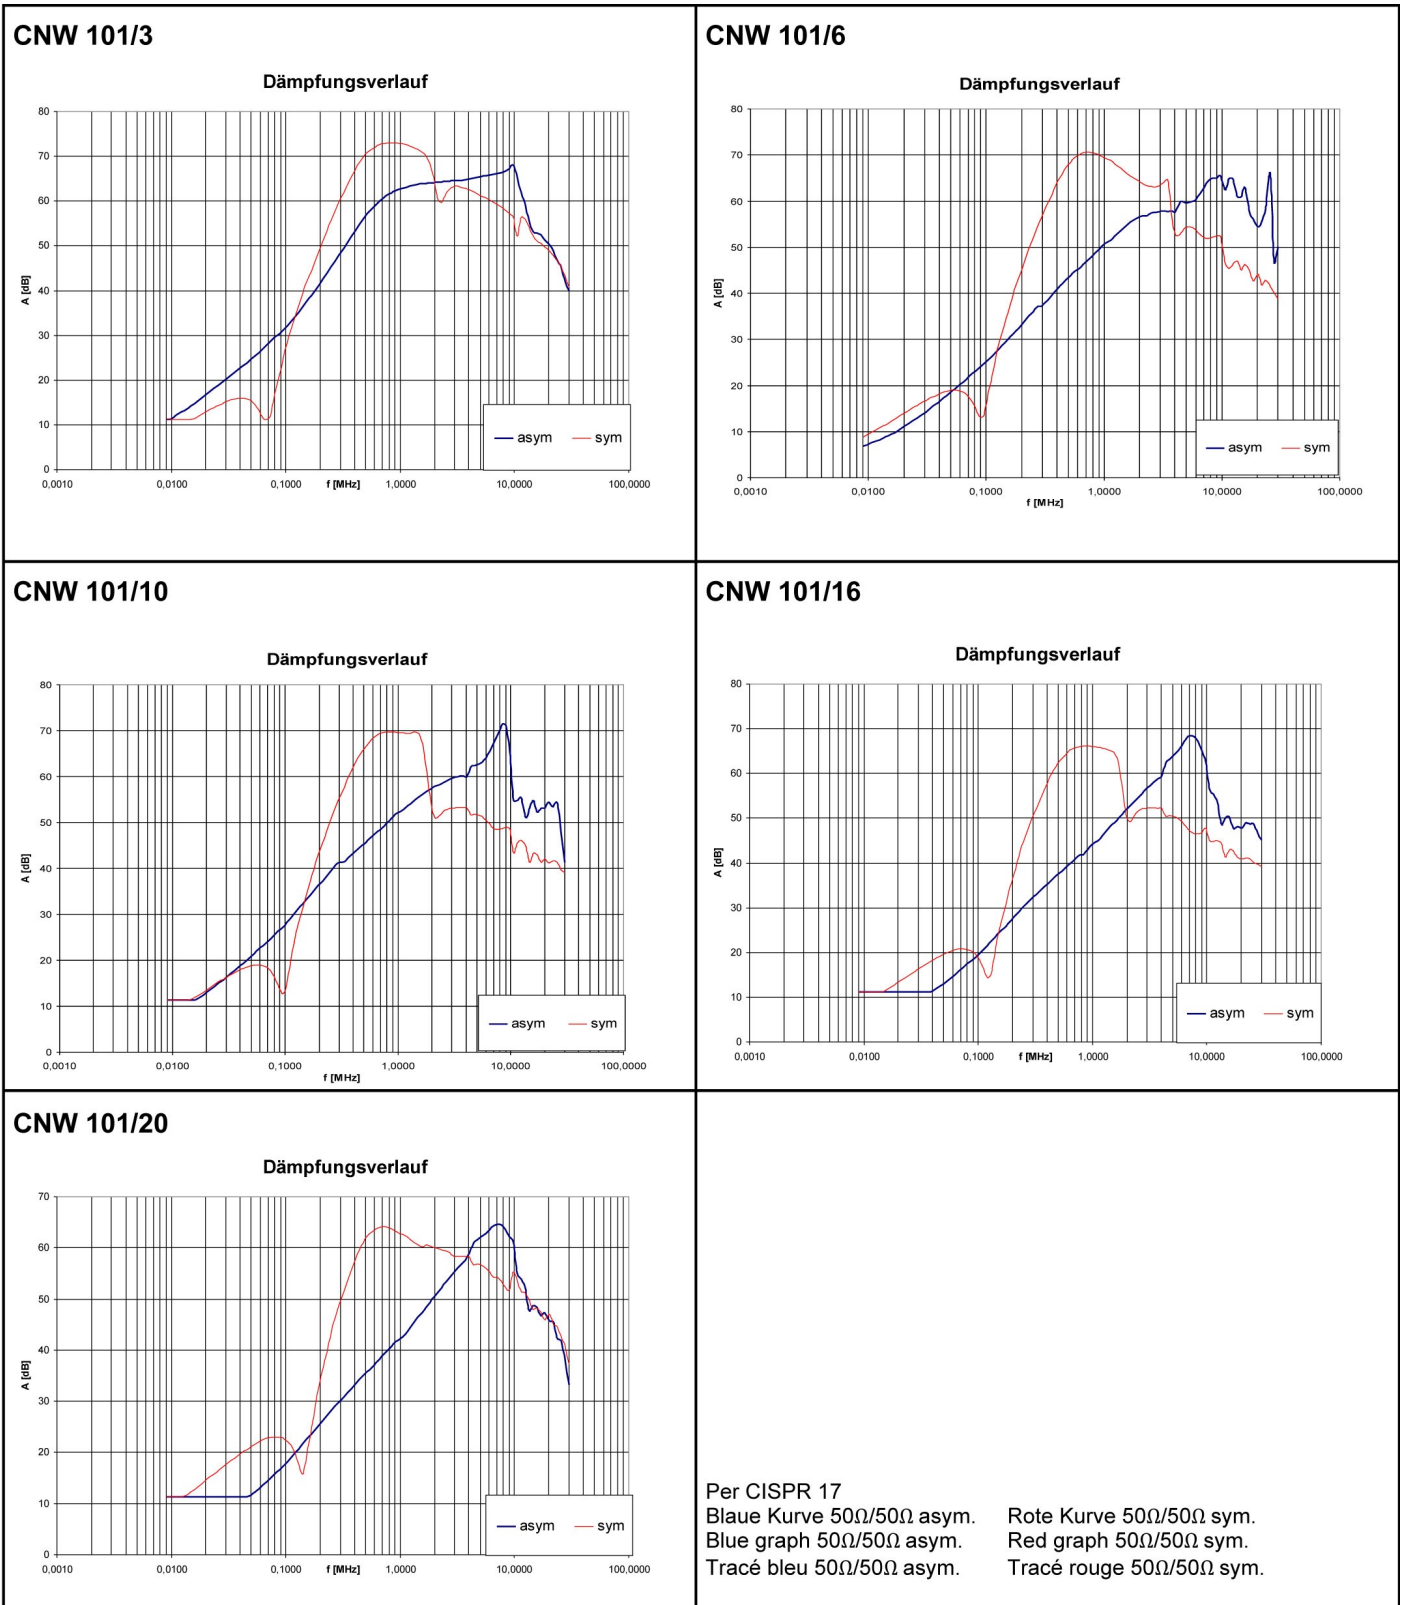 CNW 101/3
Dämpfungsverlauf
80
70
60
50
40
30
20
10
0
A [dB]
asym
sym
0,0010
0,0100
0,1000
f [MHz]
1,0000
10,0000
100,0000
CNW 101/6
Dämpfungsverlauf
80
70
60
50
40
30
20
10
0
A [dB]
asym
sym
0,0010
0,0100
0,1000
1,0000
10,0000
100,0000
f [MHz]
CNW 101/10
Dämpfungsverlauf
80
70
60
50
40
30
20
10
0
A [dB]
asym
sym
0,0010
0,0100
0,1000
1,0000
10,0000
100,0000
f [MHz]
CNW 101/16
Dämpfungsverlauf
80
70
60
50
40
30
20
10
0
A [dB]
asym
sym
0,0010
0,0100
0,1000
f [MHz]
1,0000
10,0000
100,0000
CNW 101/20
Dämpfungsverlauf
70
60
50
40
30
20
10
0
A [dB]
asym
sym
0,0010
0,0100
0,1000
f [MHz]
1,0000
10,0000
100,0000
Per CISPR 17
Blaue Kurve 50Ω/50Ω asym. Rote Kurve 50Ω/50Ω sym.
Blue graph 50Ω/50Ω asym. Red graph 50Ω/50Ω sym.
Tracé bleu 50Ω/50Ω asym. Tracé rouge 50Ω/50Ω sym.